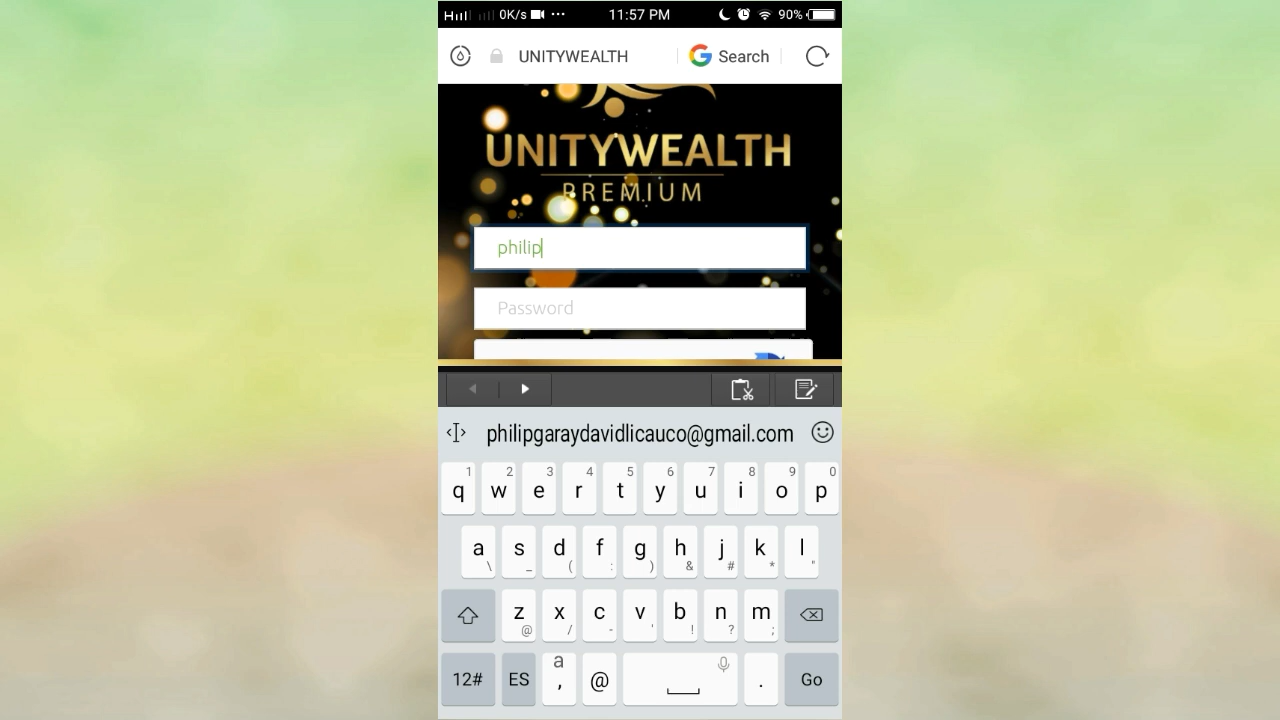 0K/s ... 11:57 PM 90%
UNITYWEALTH Search
UNITYWEALTH
PREMIUM
philip
Password
philipgaraydavidlicauco@gmail.com
1 2 3 4 5 6 7 8 9 0
q w e r t y u i o p
a s d f g h j k l
\ _ ( : ) & # * "
z x c v b n m
@ / - ' ! ? ;
12# ES a , @ . Go